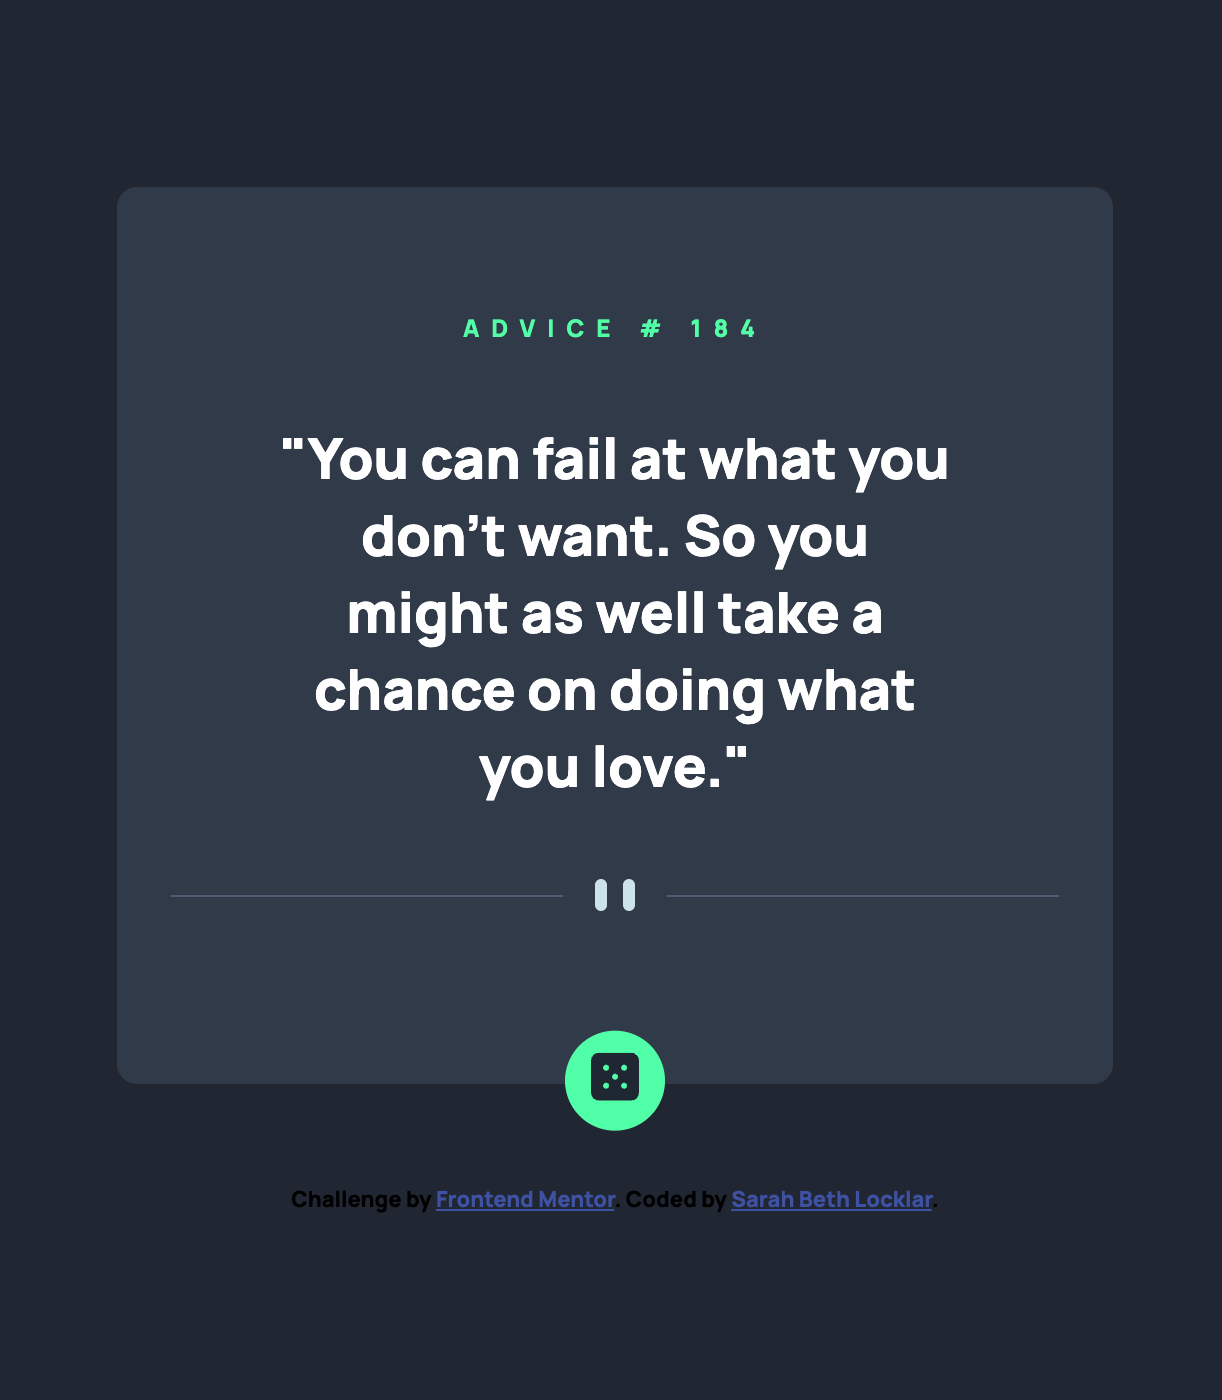 ADVICE # 184
"You can fail at what you
don’t want. So you
might as well take a
chance on doing what
you love."
Challenge by Frontend Mentor. Coded by Sarah Beth Locklar.